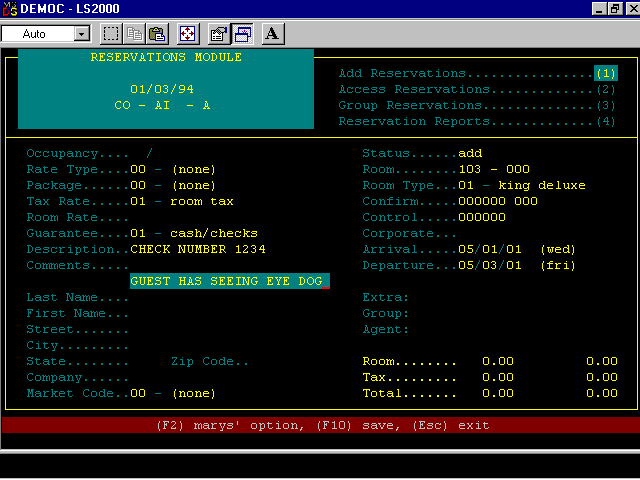 DEMOC - LS2000
Auto
A
RESERVATIONS MODULE
01/03/94
CO - AI - A
Add Reservations...............(1)
Access Reservations............(2)
Group Reservations.............(3)
Reservation Reports............(4)
Occupancy.... /
Rate Type....00 - (none)
Package......00 - (none)
Tax Rate.....01 - room tax
Room Rate....
Guarantee....01 - cash/checks
Description..CHECK NUMBER 1234
Comments.....
GUEST HAS SEEING EYE DOG
Last Name....
First Name...
Street.......
City.........
State........ Zip Code..
Company......
Market Code..00 - (none)
Status......add
Room........103 - 000
Room Type...01 - king deluxe
Confirm.....000000 000
Control.....000000
Corporate...
Arrival.....05/01/01 (wed)
Departure...05/03/01 (fri)
Extra:
Group:
Agent:
Room........ 0.00 0.00
Tax......... 0.00 0.00
Total....... 0.00 0.00
(F2) marys' option, (F10) save, (Esc) exit